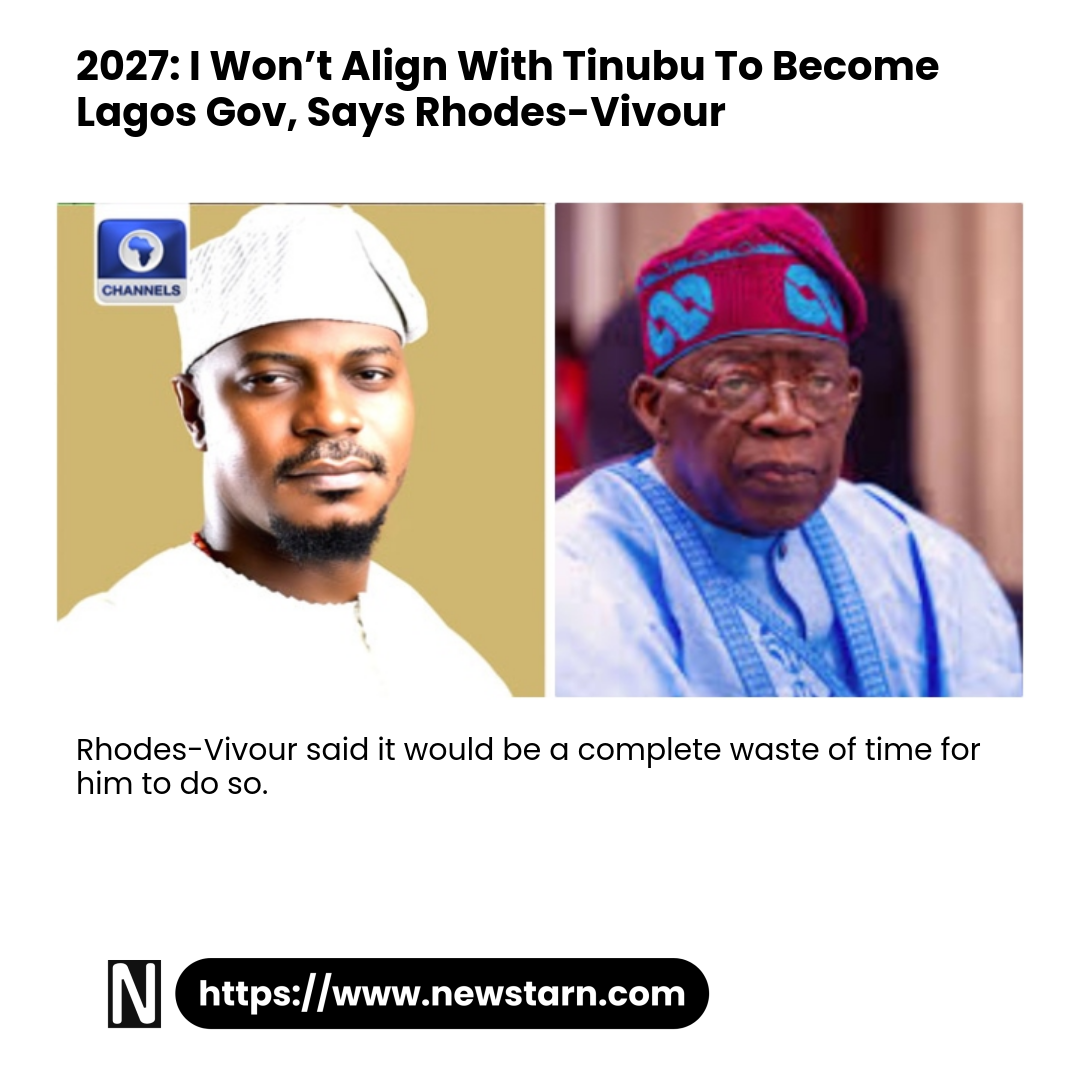 2027: I Won’t Align With Tinubu To Become
Lagos Gov, Says Rhodes-Vivour
CHANNELS
Rhodes-Vivour said it would be a complete waste of time for
him to do so.
N
https://www.newstarn.com